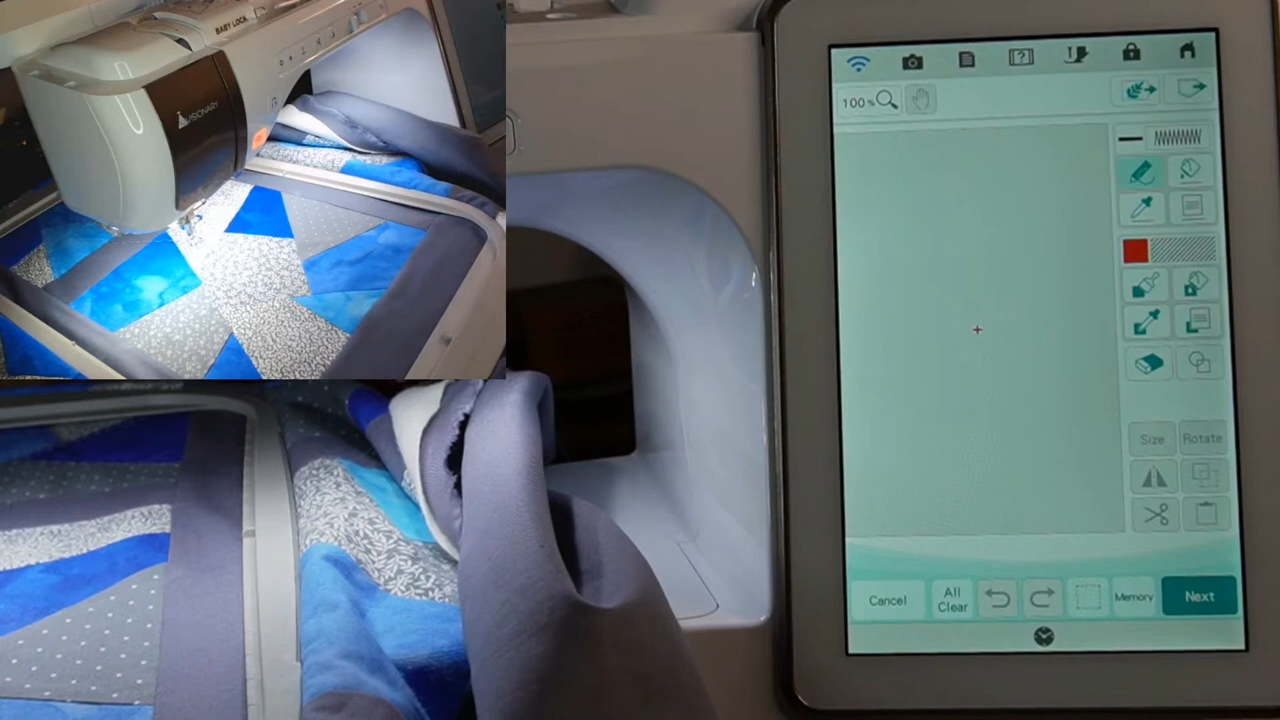 BABY LOCK
VISIONARY
100 %
Size
Rotate
Cancel
All
Clear
Memory
Next